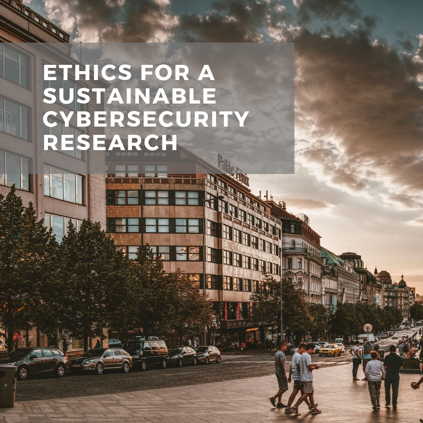 ETHICS FOR A
SUSTAINABLE
CYBERSECURITY
RESEARCH